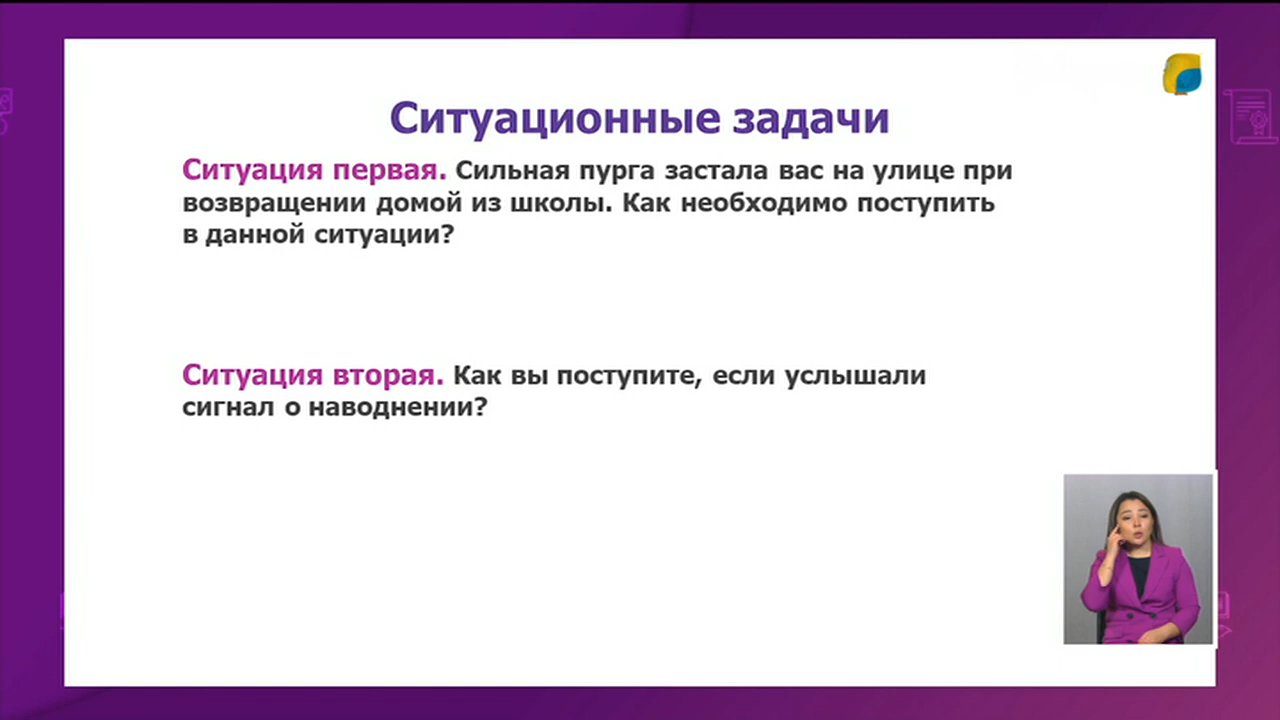 Ситуационные задачи
Ситуация первая. Сильная пурга застала вас на улице при
возвращении домой из школы. Как необходимо поступить
в данной ситуации?
Ситуация вторая. Как вы поступите, если услышали
сигнал о наводнении?